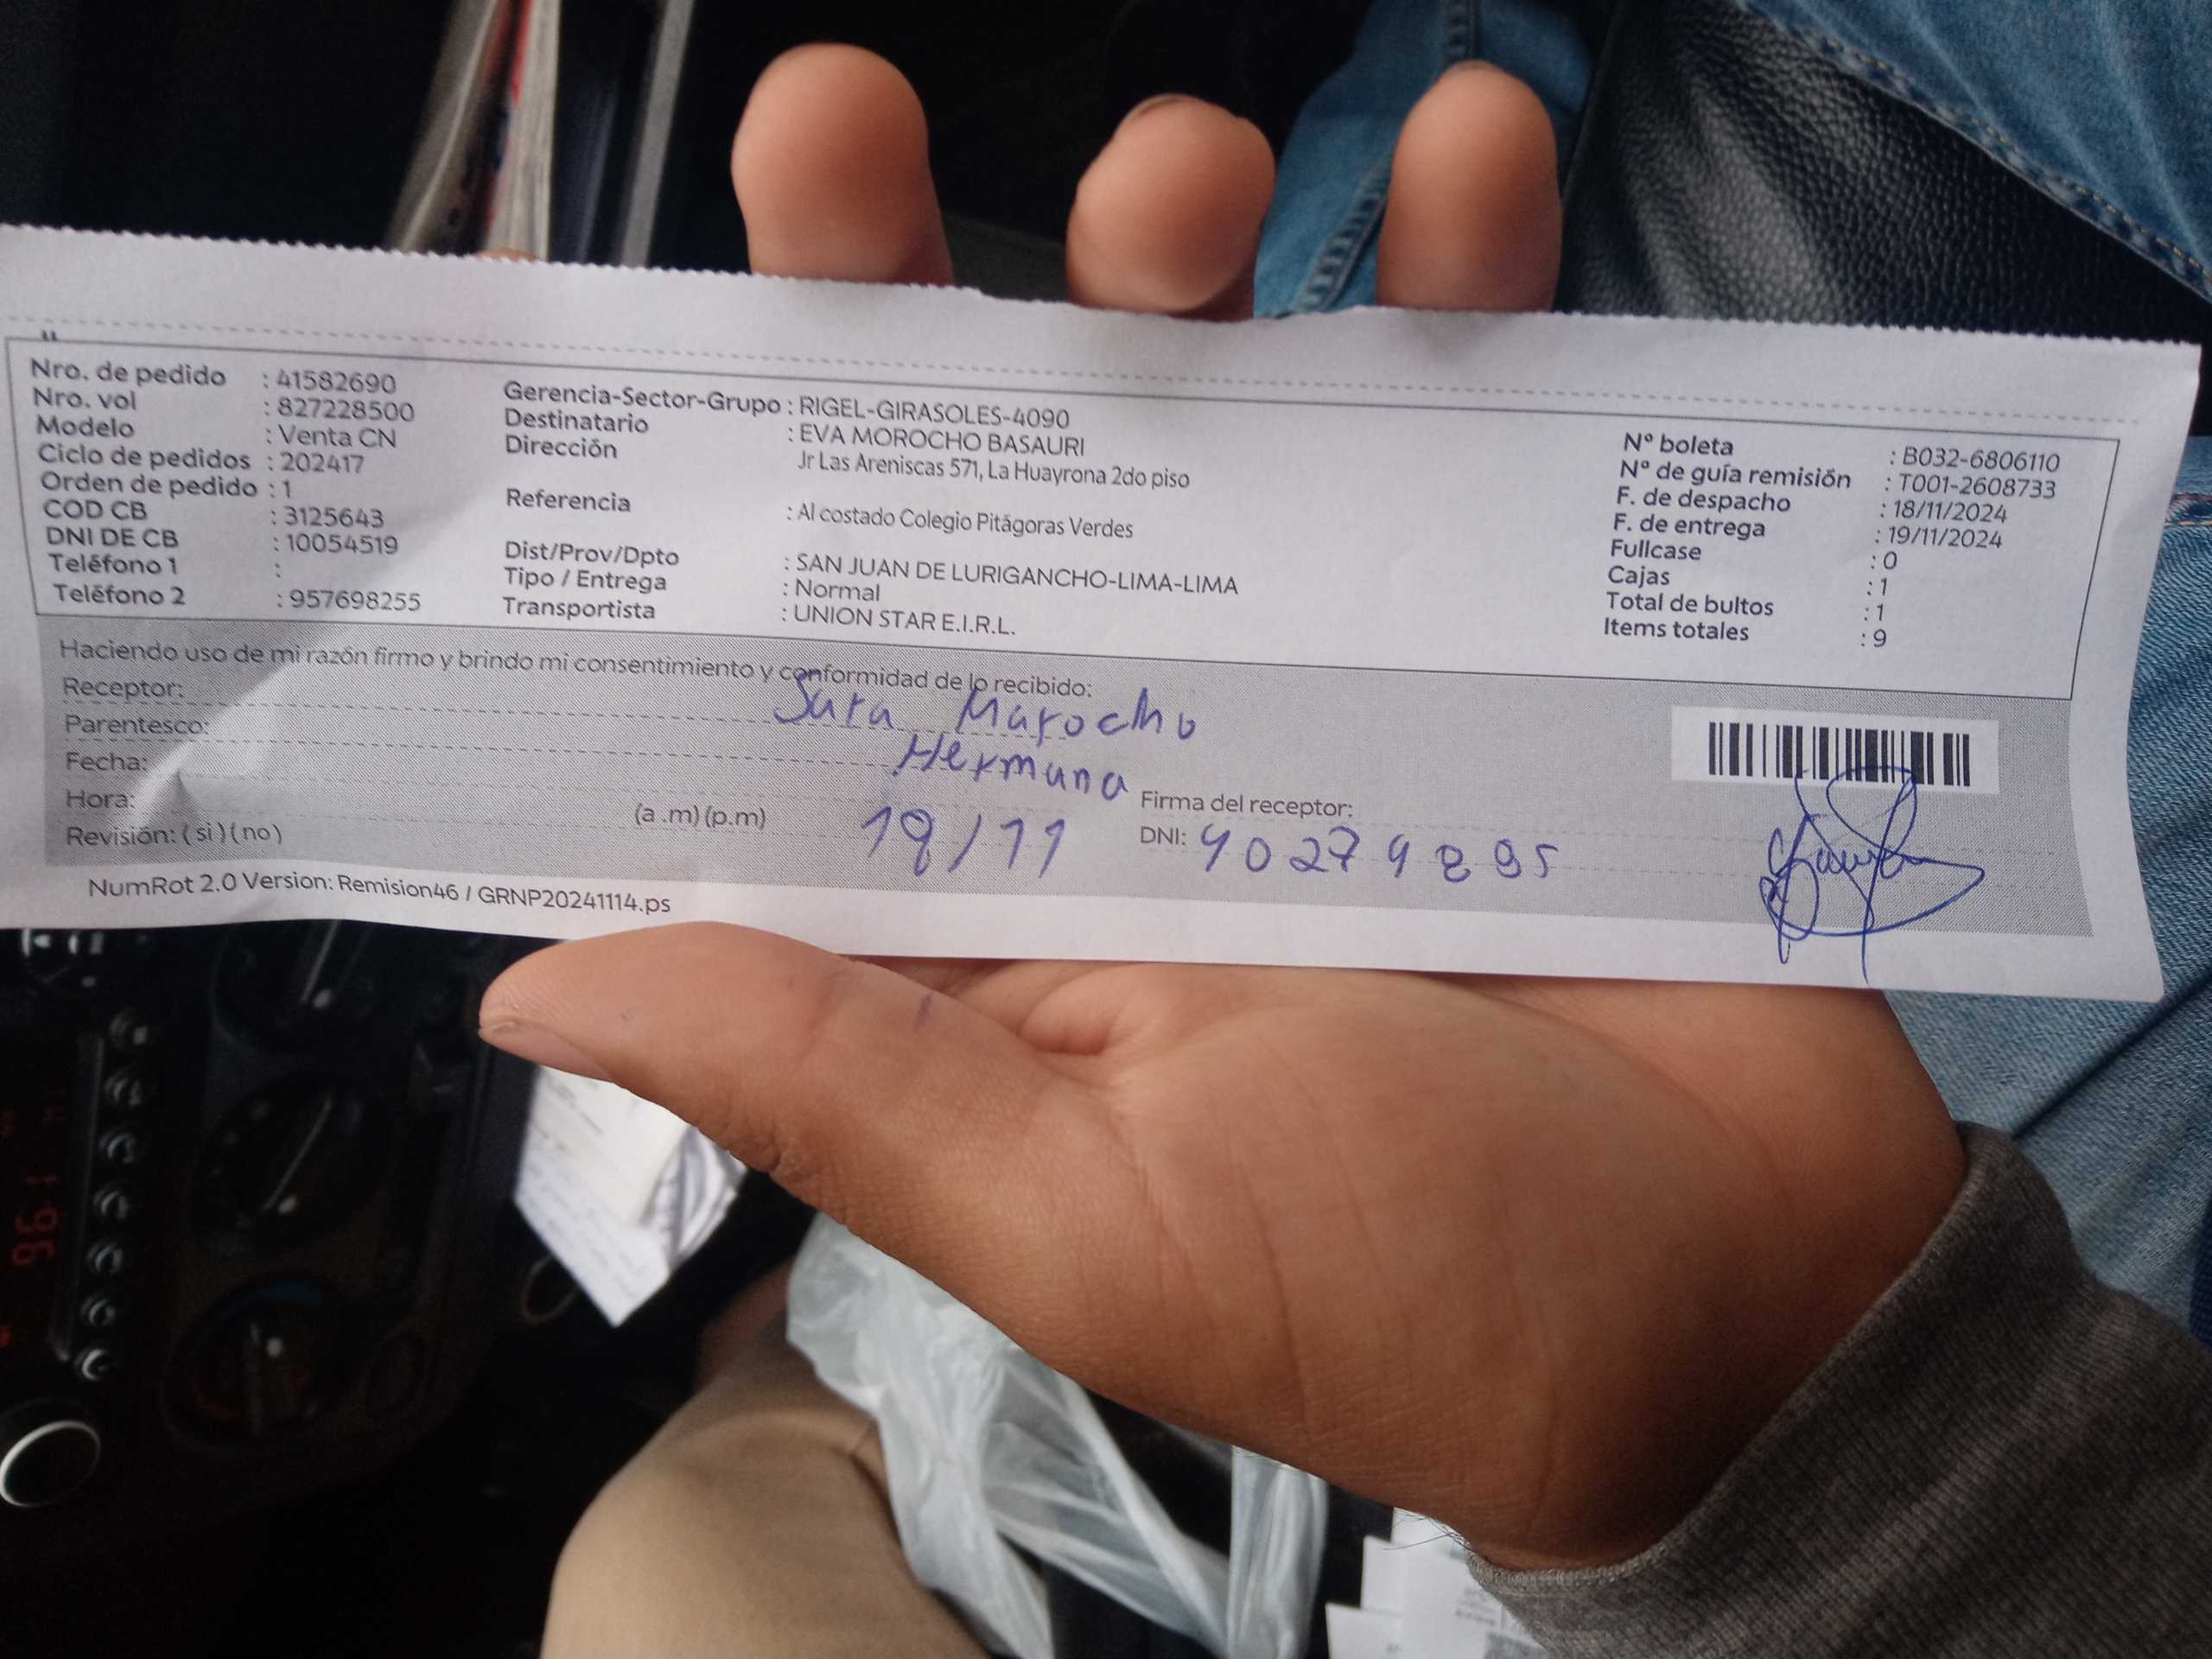 Nro. de pedido : 41582690
Nro. vol : 827228500
Modelo : Venta CN
Ciclo de pedidos : 202417
Orden de pedido : 1
COD CB : 3125643
DNI DE CB : 10054519
Teléfono 1 :
Teléfono 2 : 957698255
Gerencia-Sector-Grupo : RIGEL-GIRASOLES-4090
Destinatario : EVA MOROCHO BASAURI
Dirección Jr Las Areniscas 571, La Huayrona 2do piso
Referencia : Al costado Colegio Pitágoras Verdes
Dist/Prov/Dpto : SAN JUAN DE LURIGANCHO-LIMA-LIMA
Tipo / Entrega : Normal
Transportista : UNION STAR E.I.R.L.
Nº boleta : B032-6806110
Nº de guía remisión : T001-2608733
F. de despacho : 18/11/2024
F. de entrega : 19/11/2024
Fullcase : 0
Cajas : 1
Total de bultos : 1
Items totales : 9
Haciendo uso de mi razón firmo y brindo mi consentimiento y conformidad de lo recibido:
Receptor: Sara Marocho
Parentesco: Hermana
Fecha: 19/11
Hora: (a.m)(p.m)
Firma del receptor:
Revisión: (si)(no)
DNI: 40279895
NumRot 2.0 Version: Remision46 / GRNP20241114.ps
96.1